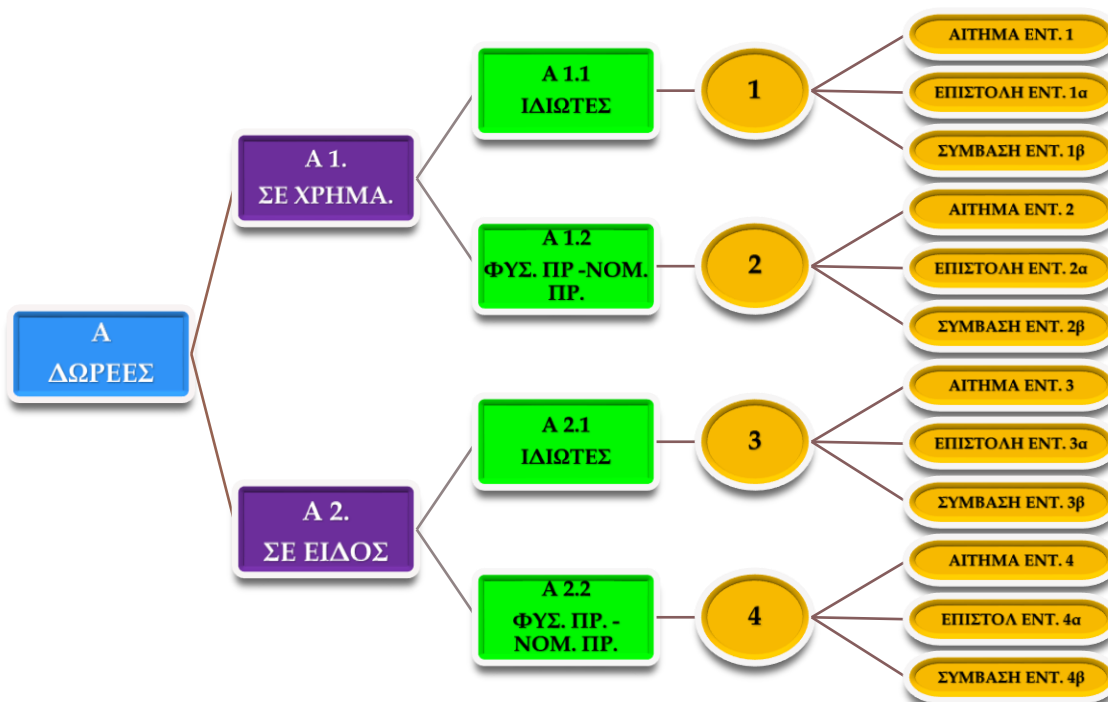 Α
ΔΩΡΕΕΣ
Α 1.
ΣΕ ΧΡΗΜΑ.
Α 1.1
ΙΔΙΩΤΕΣ
1
ΑΙΤΗΜΑ ΕΝΤ. 1
ΕΠΙΣΤΟΛΗ ΕΝΤ. 1α
ΣΥΜΒΑΣΗ ΕΝΤ. 1β
Α 1.2
ΦΥΣ. ΠΡ -ΝΟΜ.
ΠΡ.
2
ΑΙΤΗΜΑ ΕΝΤ. 2
ΕΠΙΣΤΟΛΗ ΕΝΤ. 2α
ΣΥΜΒΑΣΗ ΕΝΤ. 2β
Α 2.
ΣΕ ΕΙΔΟΣ
Α 2.1
ΙΔΙΩΤΕΣ
3
ΑΙΤΗΜΑ ΕΝΤ. 3
ΕΠΙΣΤΟΛΗ ΕΝΤ. 3α
ΣΥΜΒΑΣΗ ΕΝΤ. 3β
Α 2.2
ΦΥΣ. ΠΡ. -
ΝΟΜ. ΠΡ.
4
ΑΙΤΗΜΑ ΕΝΤ. 4
ΕΠΙΣΤΟΛ ΕΝΤ. 4α
ΣΥΜΒΑΣΗ ΕΝΤ. 4β